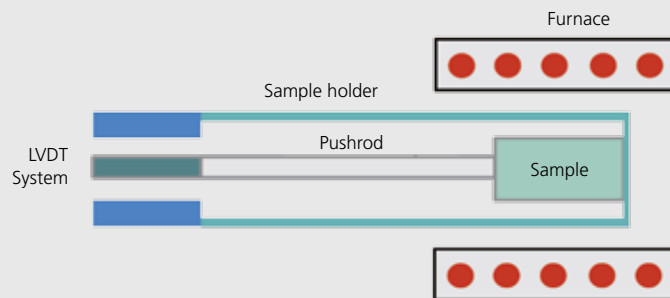 Furnace
Sample holder
Pushrod
LVDT
System
Sample